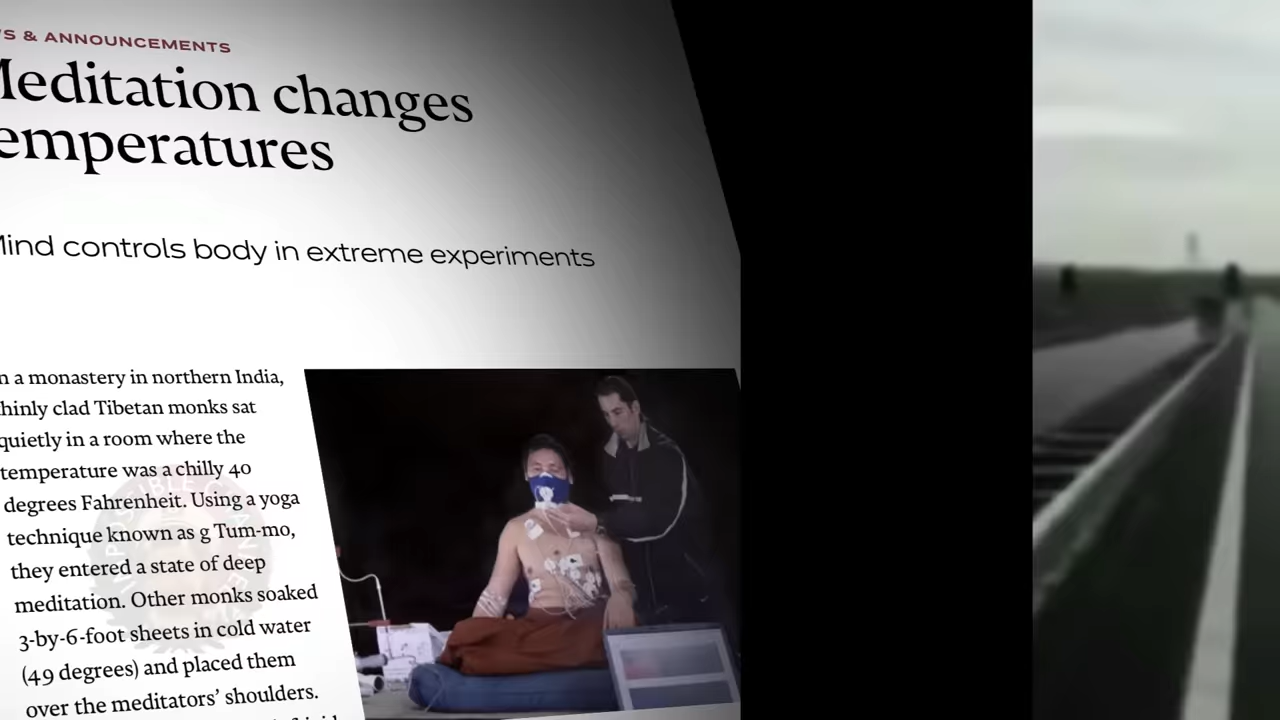 VS & ANNOUNCEMENTS
Meditation changes
emperatures
Mind controls body in extreme experiments
n a monastery in northern India,
hinly clad Tibetan monks sat
quietly in a room where the
temperature was a chilly 40
degrees Fahrenheit. Using a yoga
technique known as g Tum-mo,
they entered a state of deep
meditation. Other monks soaked
3-by-6-foot sheets in cold water
(49 degrees) and placed them
over the meditators' shoulders.